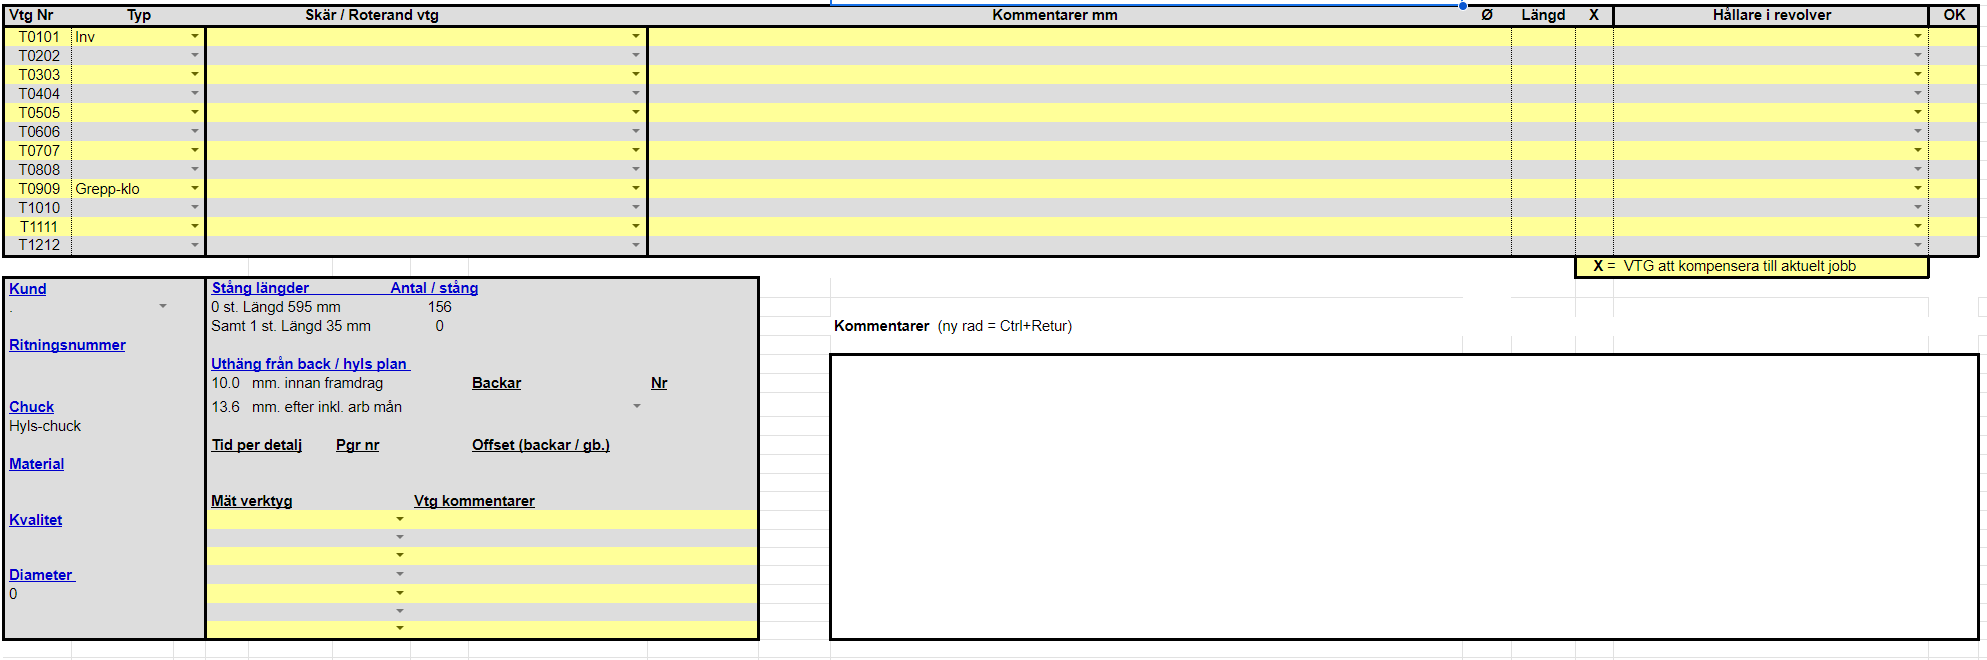 Vtg Nr Typ Skär / Roterand vtg Kommentarer mm Ø Längd X Hållare i revolver OK
T0101 Inv
T0202
T0303
T0404
T0505
T0606
T0707
T0808
T0909 Grepp-klo
T1010
T1111
T1212
X = VTG att kompensera till aktuelt jobb
Kund Stång längder Antal / stång
. 0 st. Längd 595 mm 156
Samt 1 st. Längd 35 mm 0
Kommentarer (ny rad = Ctrl+Retur)
Ritningsnummer
Uthäng från back / hyls plan
10.0 mm. innan framdrag Backar Nr
Chuck 13.6 mm. efter inkl. arb mån
Hyls-chuck
Tid per detalj Pgr nr Offset (backar / gb.)
Material
Mät verktyg Vtg kommentarer
Kvalitet
Diameter
0